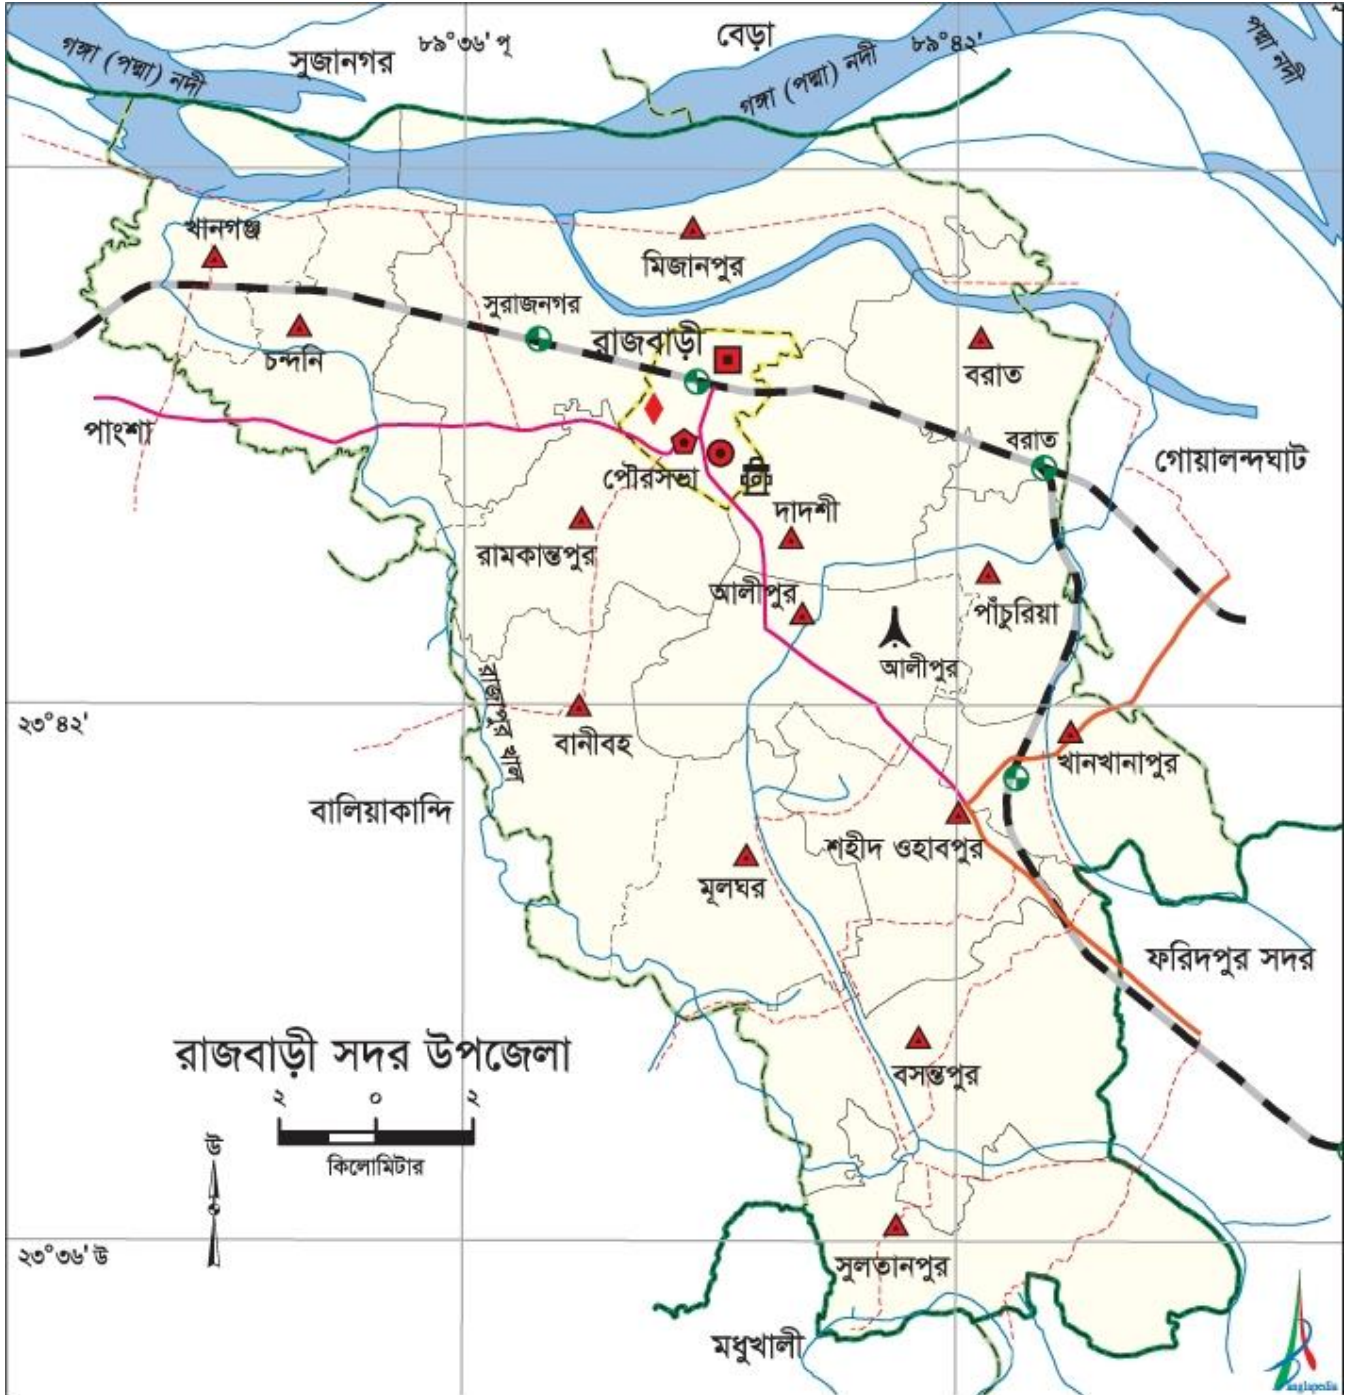 গঙ্গা (পদ্মা) নদী
সুজানগর
৮৯°৩৬' পূ
বেড়া
গঙ্গা (পদ্মা) নদী
৮৯°৪২'
পদ্মা নদী
খানগঞ্জ
মিজানপুর
সুরাজনগর
রাজবাড়ী
চন্দনি
বরাত
পাংশা
বরাত
গোয়ালন্দঘাট
পৌরসভা
দাদশী
রামকান্তপুর
আলীপুর
পাঁচুরিয়া
আলীপুর
রাজাপুর খাল
২৩°৪২'
বানীবহ
খানখানাপুর
বালিয়াকান্দি
শহীদ ওহাবপুর
মূলঘর
ফরিদপুর সদর
রাজবাড়ী সদর উপজেলা
২ ০ ২
কিলোমিটার
বসন্তপুর
উ
২৩°৩৬' উ
সুলতানপুর
মধুখালী
anglapedia